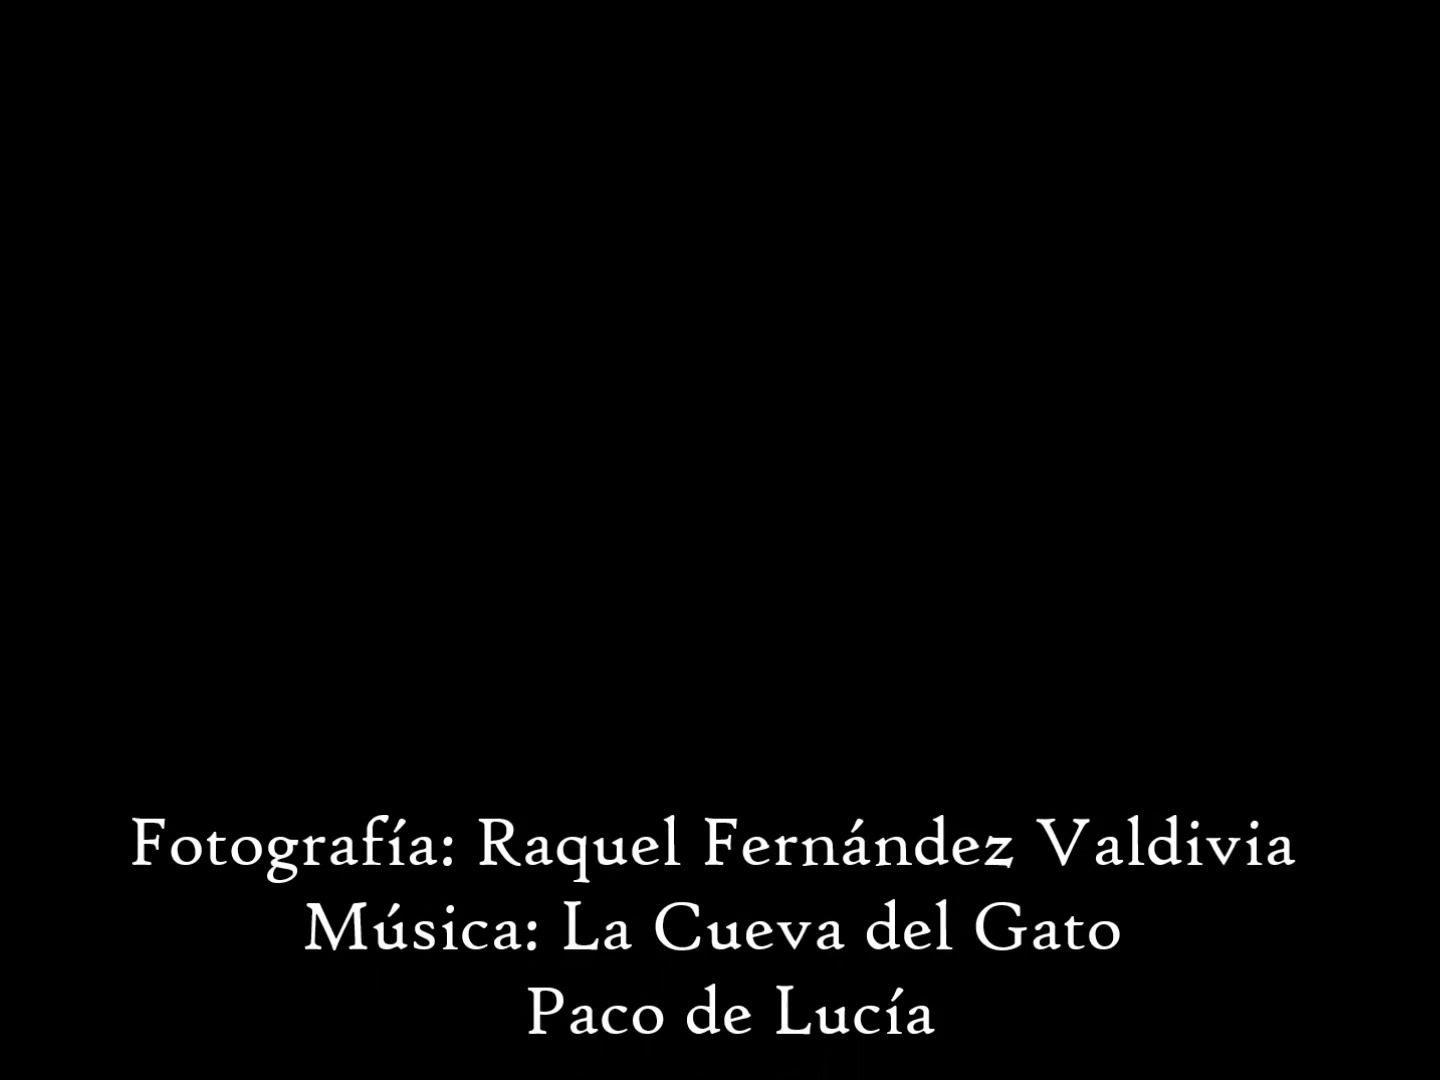 Fotografía: Raquel Fernández Valdivia
Música: La Cueva del Gato
Paco de Lucía